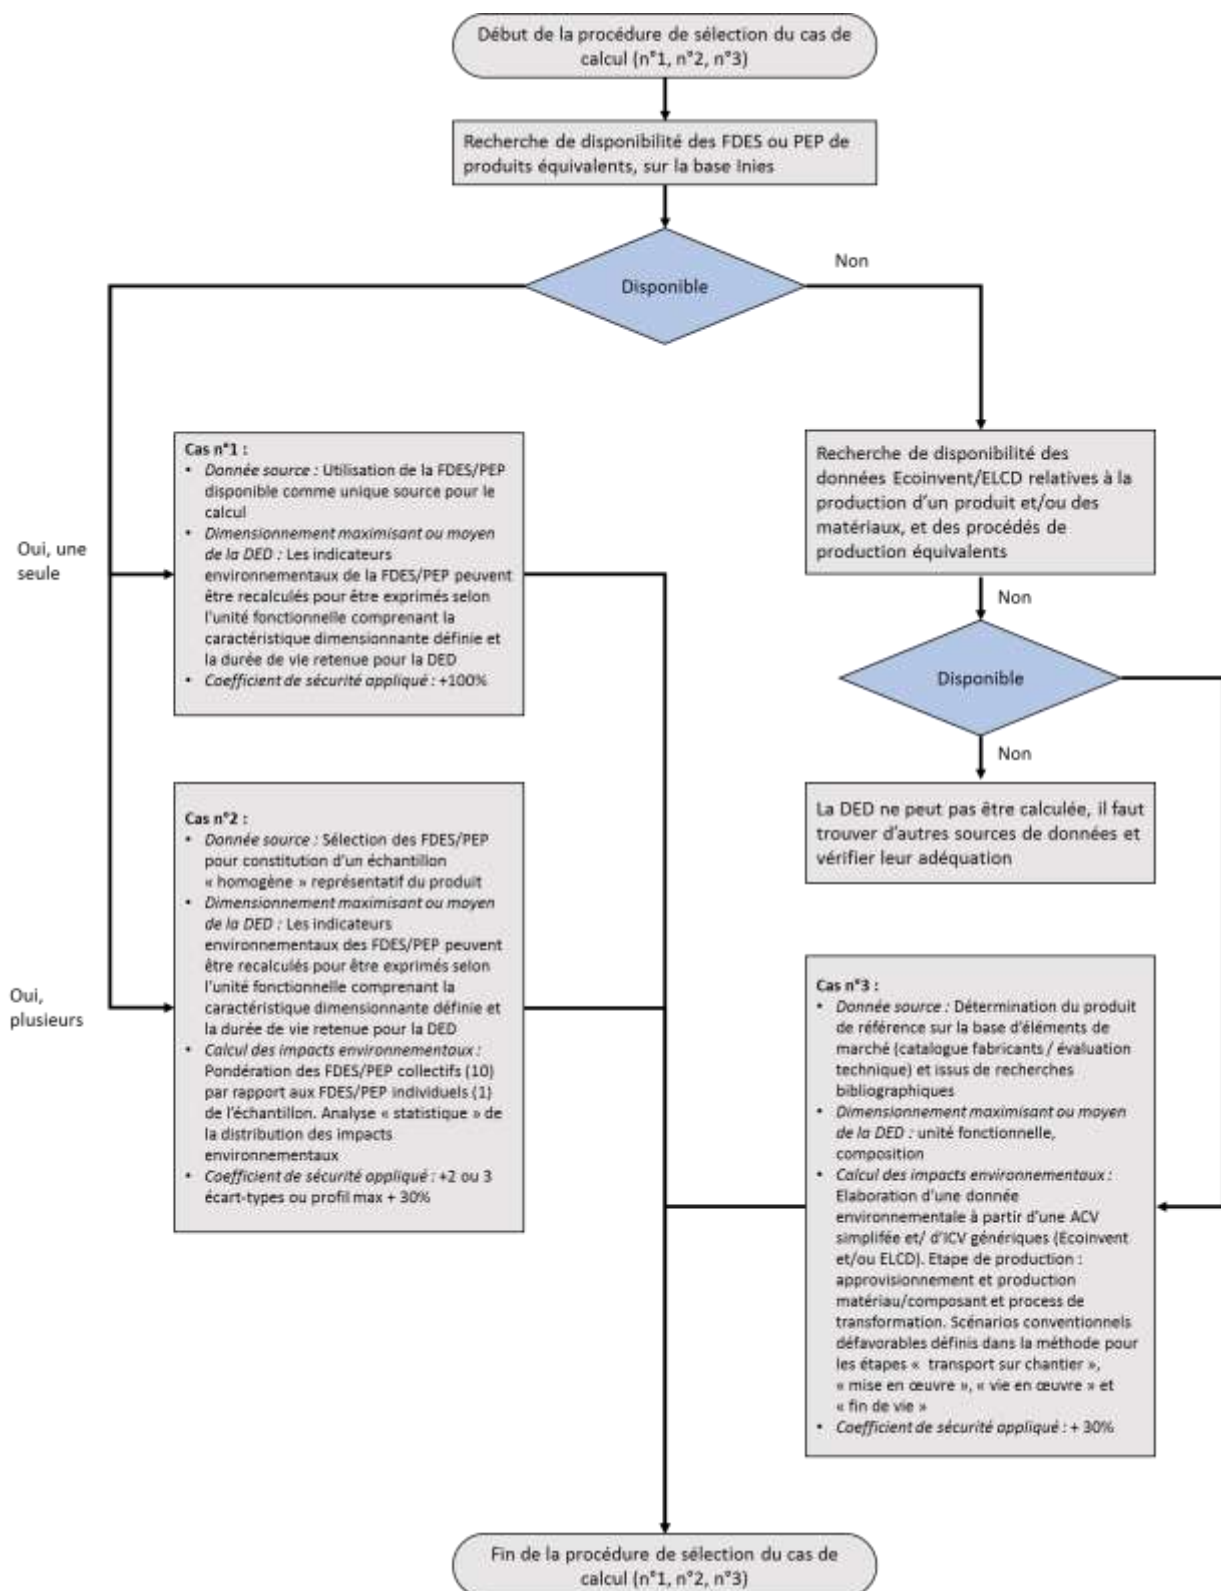 Début de la procédure de sélection du cas de
calcul (n°1, n°2, n°3)
Recherche de disponibilité des FDES ou PEP de
produits équivalents, sur la base Inies
Disponible
Non
Recherche de disponibilité des
données Ecoinvent/ELCD relatives à la
production d’un produit et/ou des
matériaux, et des procédés de
production équivalents
Non
Disponible
Non
La DED ne peut pas être calculée, il faut
trouver d’autres sources de données et
vérifier leur adéquation
Oui, une
seule
Cas n°1 :
• Donnée source : Utilisation de la FDES/PEP
disponible comme unique source pour le
calcul
• Dimensionnement maximisant ou moyen
de la DED : Les indicateurs
environnementaux de la FDES/PEP peuvent
être recalculés pour être exprimés selon
l’unité fonctionnelle comprenant la
caractéristique dimensionnante définie et
la durée de vie retenue pour la DED
• Coefficient de sécurité appliqué : +100%
Oui,
plusieurs
Cas n°2 :
• Donnée source : Sélection des FDES/PEP
pour constitution d’un échantillon
« homogène » représentatif du produit
• Dimensionnement maximisant ou moyen
de la DED : Les indicateurs
environnementaux des FDES/PEP peuvent
être recalculés pour être exprimés selon
l’unité fonctionnelle comprenant la
caractéristique dimensionnante définie et
la durée de vie retenue pour la DED
• Calcul des impacts environnementaux :
Pondération des FDES/PEP collectifs (10)
par rapport aux FDES/PEP individuels (1)
de l’échantillon. Analyse « statistique » de
la distribution des impacts
environnementaux
• Coefficient de sécurité appliqué : +2 ou 3
écart-types ou profil max + 30%
Cas n°3 :
• Donnée source : Détermination du produit
de référence sur la base d’éléments de
marché (catalogue fabricants / évaluation
technique) et issus de recherches
bibliographiques
• Dimensionnement maximisant ou moyen
de la DED : unité fonctionnelle,
composition
• Calcul des impacts environnementaux :
Elaboration d’une donnée
environnementale à partir d’une ACV
simplifée et/ d’ICV génériques (Ecoinvent
et/ou ELCD). Etape de production :
approvisionnement et production
matériau/composant et process de
transformation. Scénarios conventionnels
défavorables définis dans la méthode pour
les étapes « transport sur chantier »,
« mise en œuvre », « vie en œuvre » et
« fin de vie »
• Coefficient de sécurité appliqué : + 30%
Fin de la procédure de sélection du cas de
calcul (n°1, n°2, n°3)